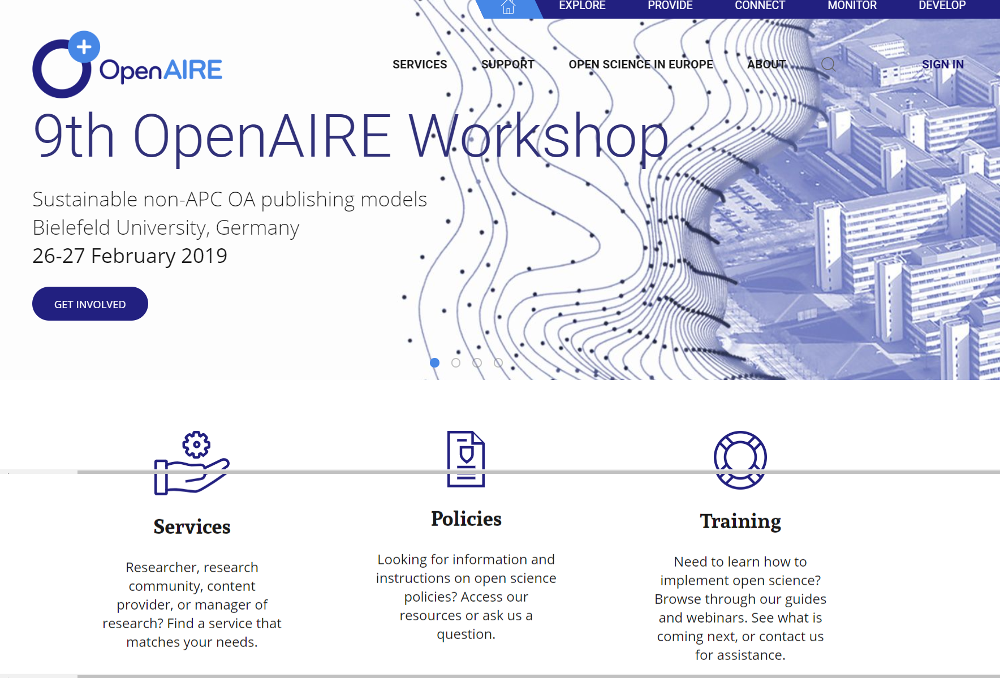 EXPLORE PROVIDE CONNECT MONITOR DEVELOP
OpenAIRE
SERVICES SUPPORT OPEN SCIENCE IN EUROPE ABOUT SIGN IN
9th OpenAIRE Workshop
Sustainable non-APC OA publishing models
Bielefeld University, Germany
26-27 February 2019
GET INVOLVED
Services
Researcher, research
community, content
provider, or manager of
research? Find a service that
matches your needs.
Policies
Looking for information and
instructions on open science
policies? Access our
resources or ask us a
question.
Training
Need to learn how to
implement open science?
Browse through our guides
and webinars. See what is
coming next, or contact us
for assistance.